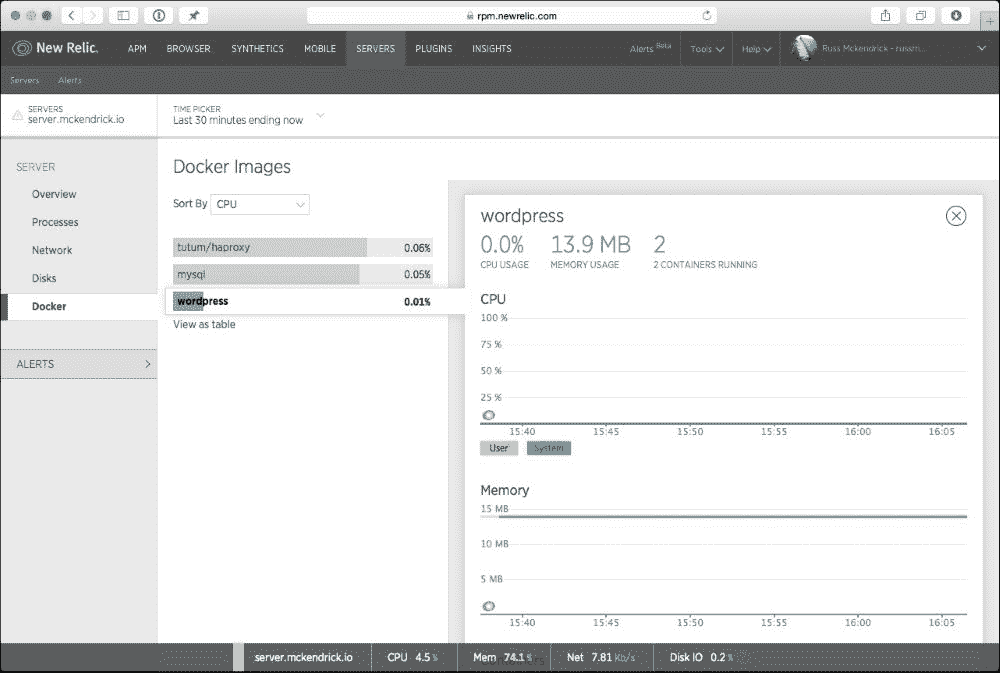 rpm.newrelic.com
New Relic.
APM BROWSER SYNTHETICS MOBILE SERVERS PLUGINS INSIGHTS Alerts Beta Tools Help Russ Mckendrick - russm...
Servers Alerts
SERVERS
server.mckendrick.io
TIME PICKER
Last 30 minutes ending now
SERVER
Overview
Processes
Network
Disks
Docker
ALERTS
Docker Images
Sort By CPU
tutum/haproxy 0.06%
mysql 0.05%
wordpress 0.01%
View as table
wordpress
0.0% 13.9 MB 2
CPU USAGE MEMORY USAGE 2 CONTAINERS RUNNING
CPU
100 %
75 %
50 %
25 %
15:40 15:45 15:50 15:55 16:00 16:05
User System
Memory
15 MB
10 MB
5 MB
15:40 15:45 15:50 15:55 16:00 16:05
server.mckendrick.io CPU 4.5 % Mem 74.1 % Net 7.81 Kb/s Disk IO 0.2 %